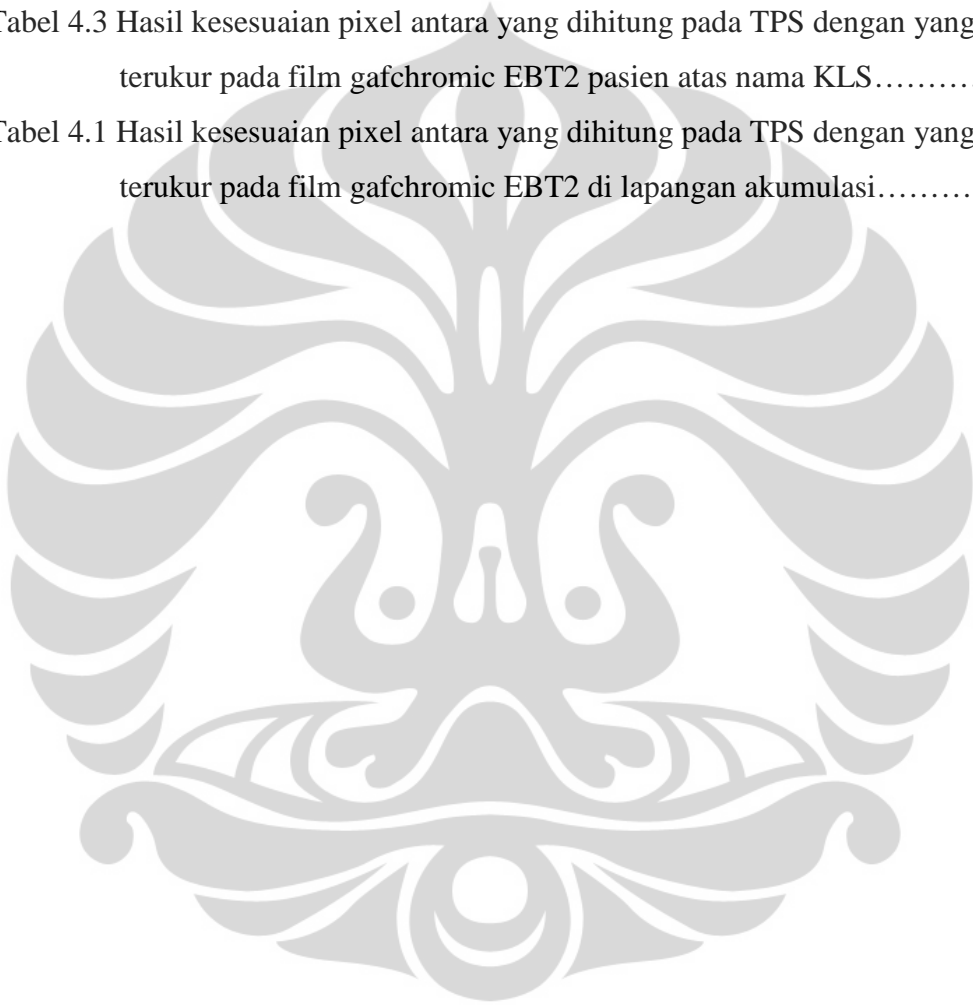 Tabel 4.3 Hasil kesesuaian pixel antara yang dihitung pada TPS dengan yang
terukur pada film gafchromic EBT2 pasien atas nama KLS……….
Tabel 4.1 Hasil kesesuaian pixel antara yang dihitung pada TPS dengan yang
terukur pada film gafchromic EBT2 di lapangan akumulasi………